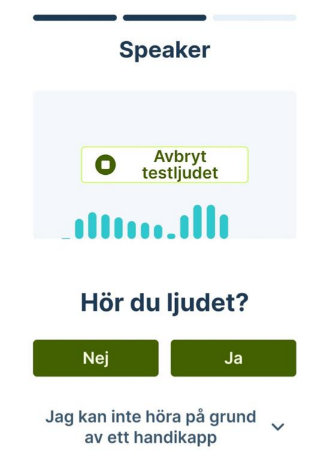 Speaker
Avbryt
testljudet
Hör du ljudet?
Nej
Ja
Jag kan inte höra på grund
av ett handikapp